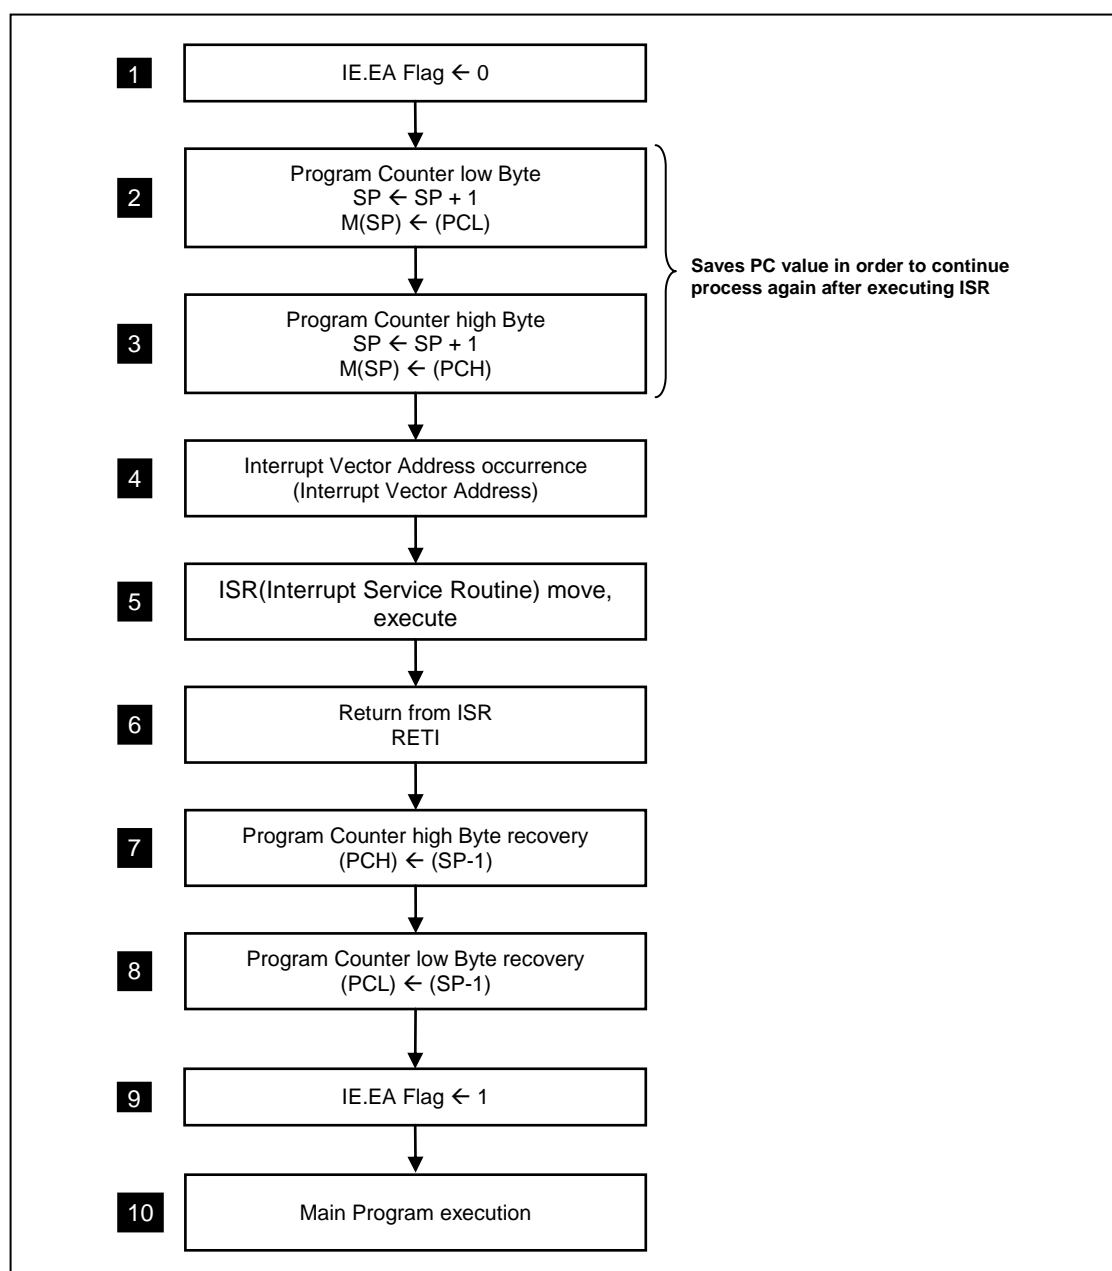 1
IE.EA Flag ← 0
2
Program Counter low Byte
SP ← SP + 1
M(SP) ← (PCL)
Saves PC value in order to continue
process again after executing ISR
3
Program Counter high Byte
SP ← SP + 1
M(SP) ← (PCH)
4
Interrupt Vector Address occurrence
(Interrupt Vector Address)
5
ISR(Interrupt Service Routine) move,
execute
6
Return from ISR
RETI
7
Program Counter high Byte recovery
(PCH) ← (SP-1)
8
Program Counter low Byte recovery
(PCL) ← (SP-1)
9
IE.EA Flag ← 1
10
Main Program execution